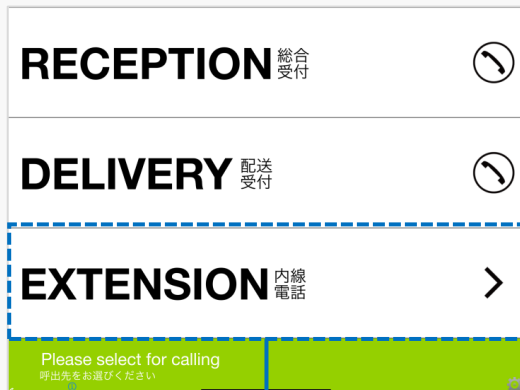 RECEPTION 総合
受付
DELIVERY 配送
受付
EXTENSION 内線
電話
Please select for calling
呼出先をお選びください